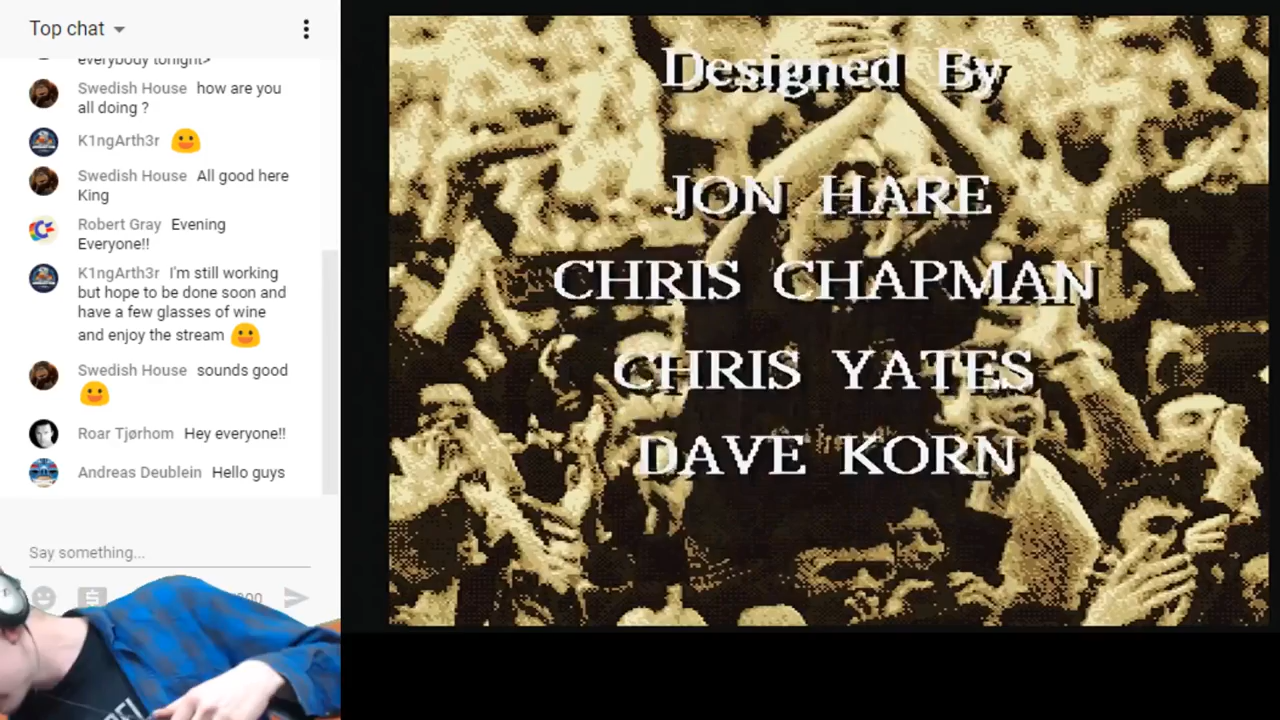 Top chat
everybody tonight>
Swedish House how are you
all doing ?
K1ngArth3r
Swedish House All good here
King
Robert Gray Evening
Everyone!!
K1ngArth3r I'm still working
but hope to be done soon and
have a few glasses of wine
and enjoy the stream
Swedish House sounds good
Roar Tjørhom Hey everyone!!
Andreas Deublein Hello guys
Say something...
Designed By
JON HARE
CHRIS CHAPMAN
CHRIS YATES
DAVE KORN